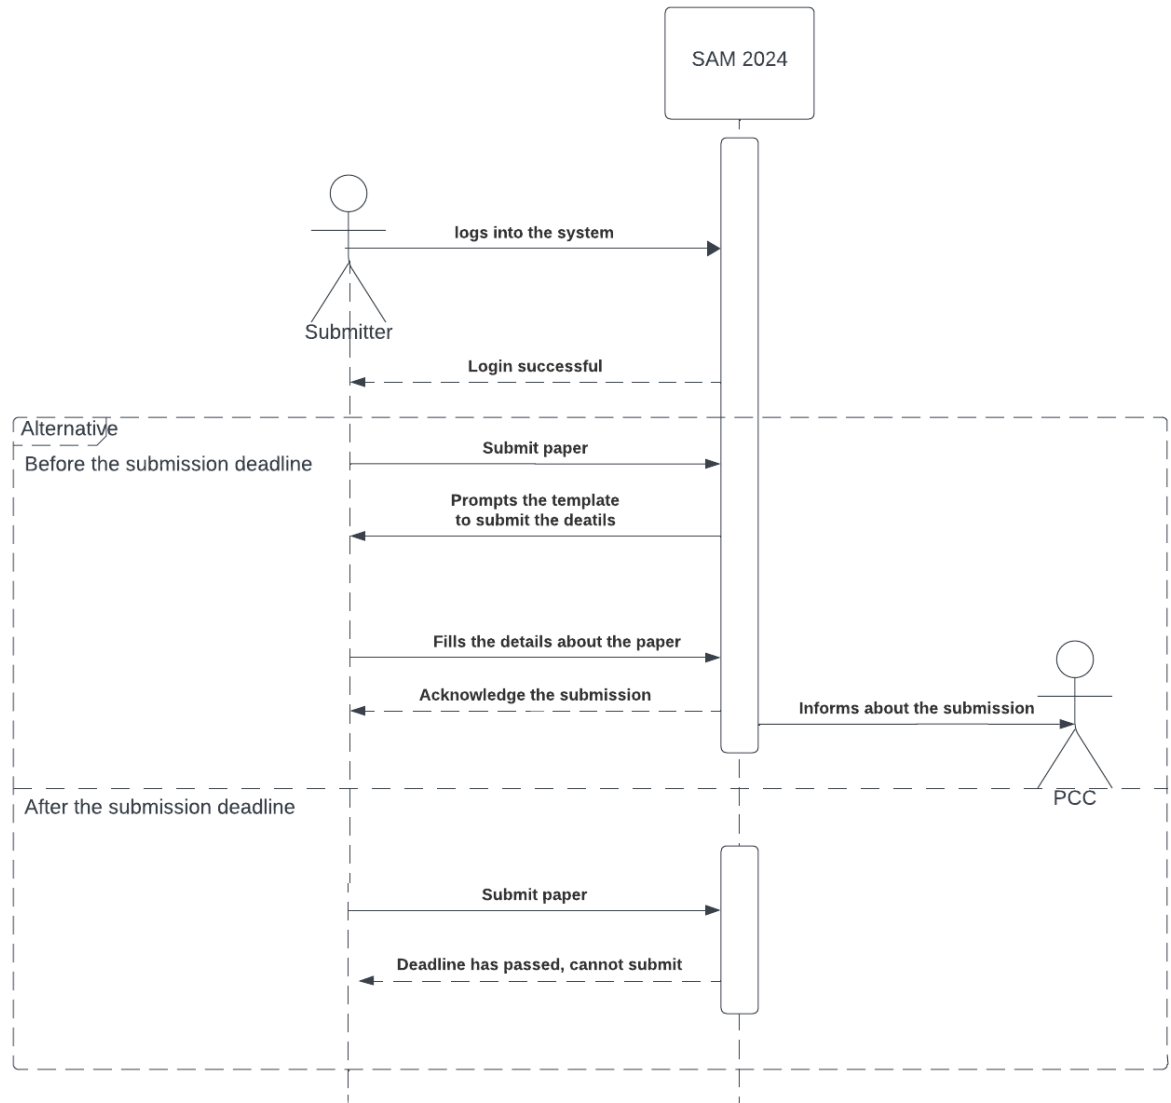 SAM 2024
logs into the system
Submitter
Login successful
Alternative
Before the submission deadline
Submit paper
Prompts the template
to submit the deatils
Fills the details about the paper
Acknowledge the submission
Informs about the submission
PCC
After the submission deadline
Submit paper
Deadline has passed, cannot submit